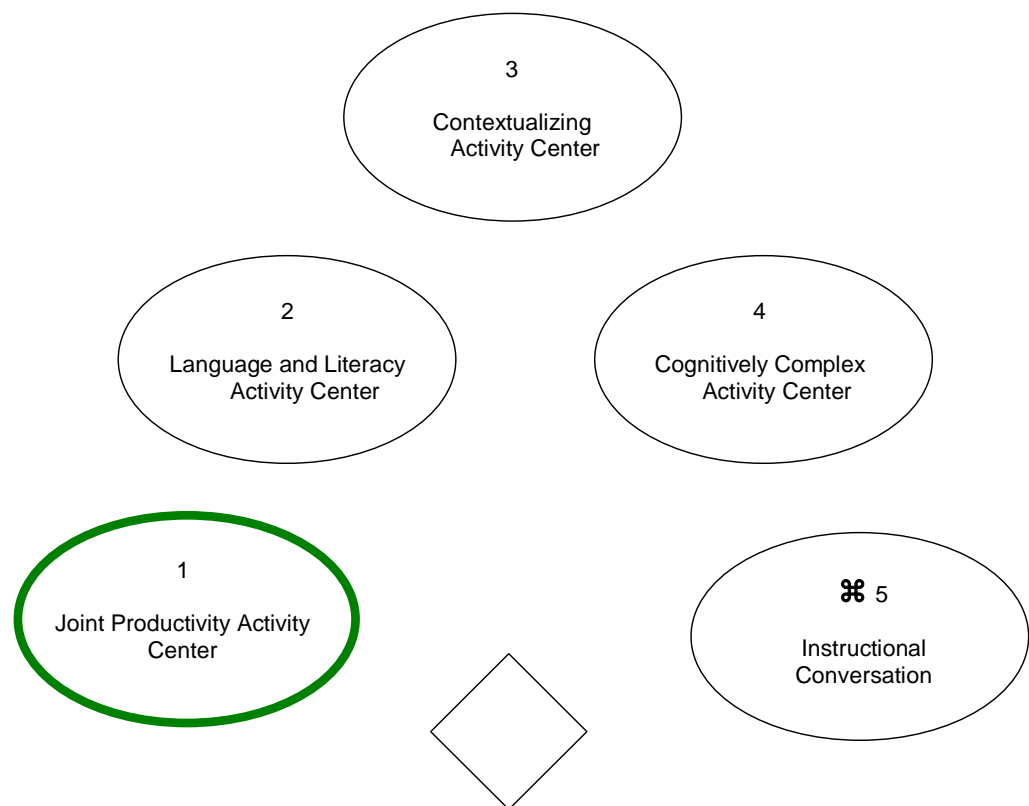 3
Contextualizing
Activity Center
2
Language and Literacy
Activity Center
4
Cognitively Complex
Activity Center
1
Joint Productivity Activity
Center
⌘ 5
Instructional
Conversation